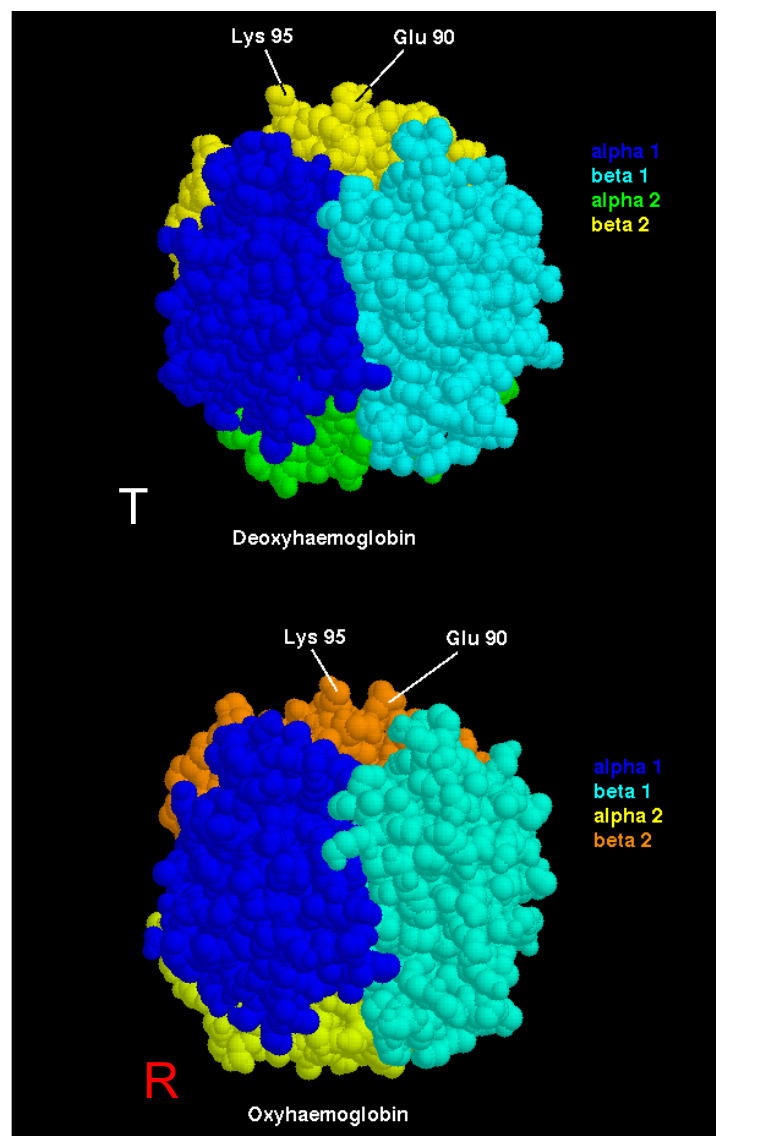 Lys 95 Glu 90
alpha 1
beta 1
alpha 2
beta 2
T
Deoxyhaemoglobin
Lys 95 Glu 90
alpha 1
beta 1
alpha 2
beta 2
R
Oxyhaemoglobin